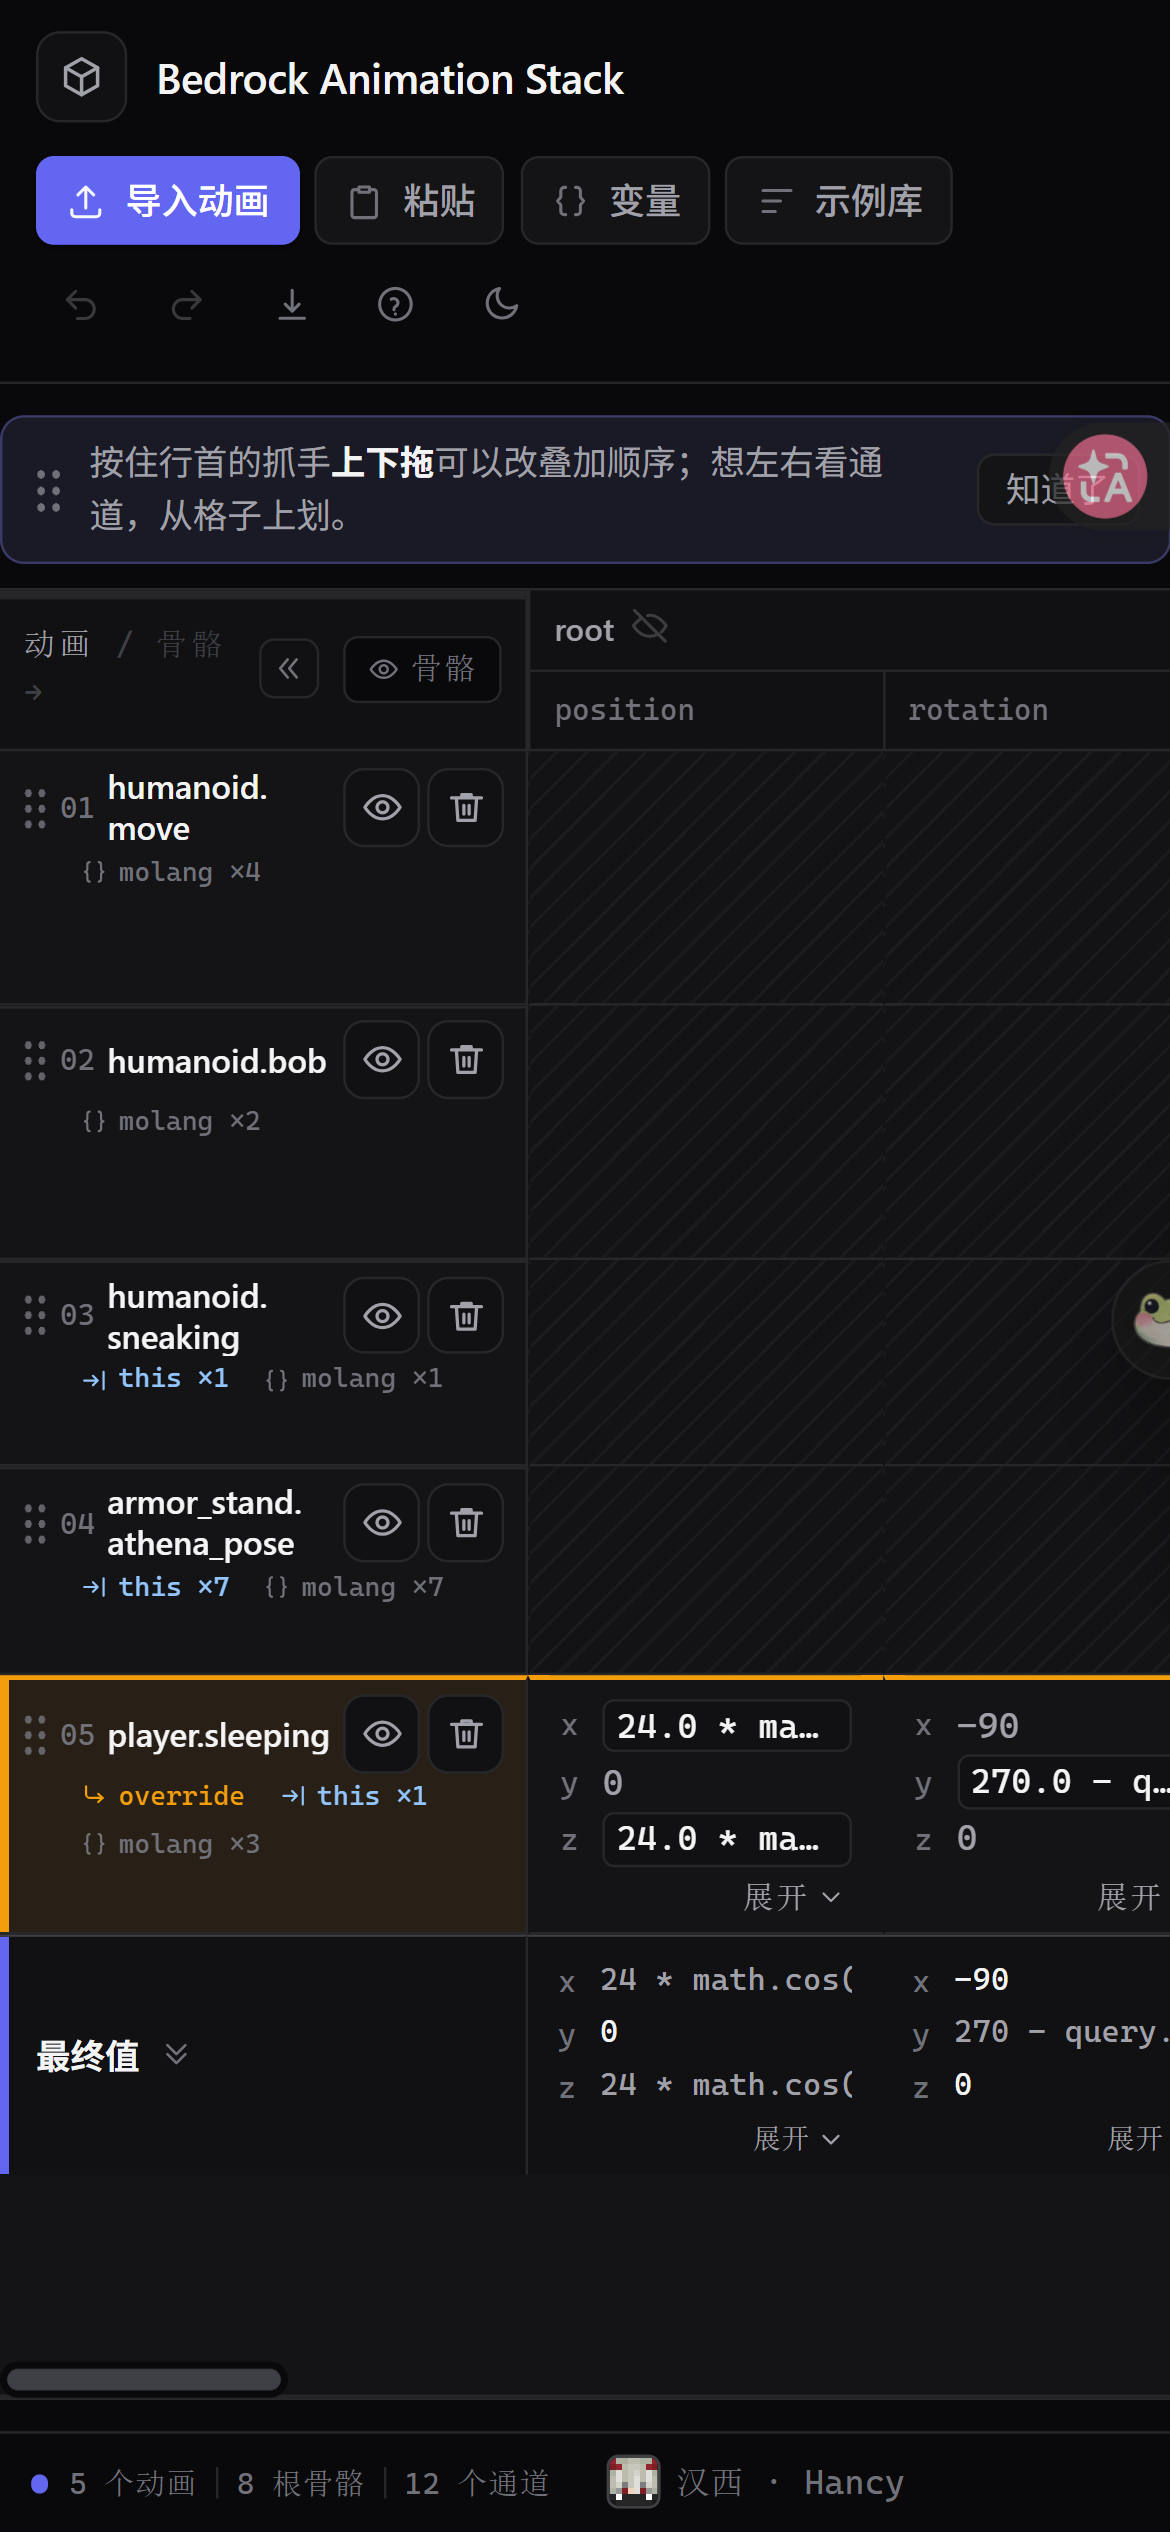 Bedrock Animation Stack
导入动画
粘贴
变量
示例库
按住行首的抓手上下拖可以改叠加顺序；想左右看通
道，从格子上划。
知道
动画 / 骨骼
→
骨骼
root
position
rotation
01 humanoid.
move
{} molang ×4
02 humanoid.bob
{} molang ×2
03 humanoid.
sneaking
this ×1 {} molang ×1
04 armor_stand.
athena_pose
this ×7 {} molang ×7
05 player.sleeping
override this ×1
{} molang ×3
x 24.0 * ma…
y 0
z 24.0 * ma…
展开
x −90
y 270.0 − q…
z 0
展开
最终值
x 24 * math.cos(
y 0
z 24 * math.cos(
展开
x −90
y 270 − query.
z 0
展开
5 个动画
8 根骨骼
12 个通道
汉西 · Hancy